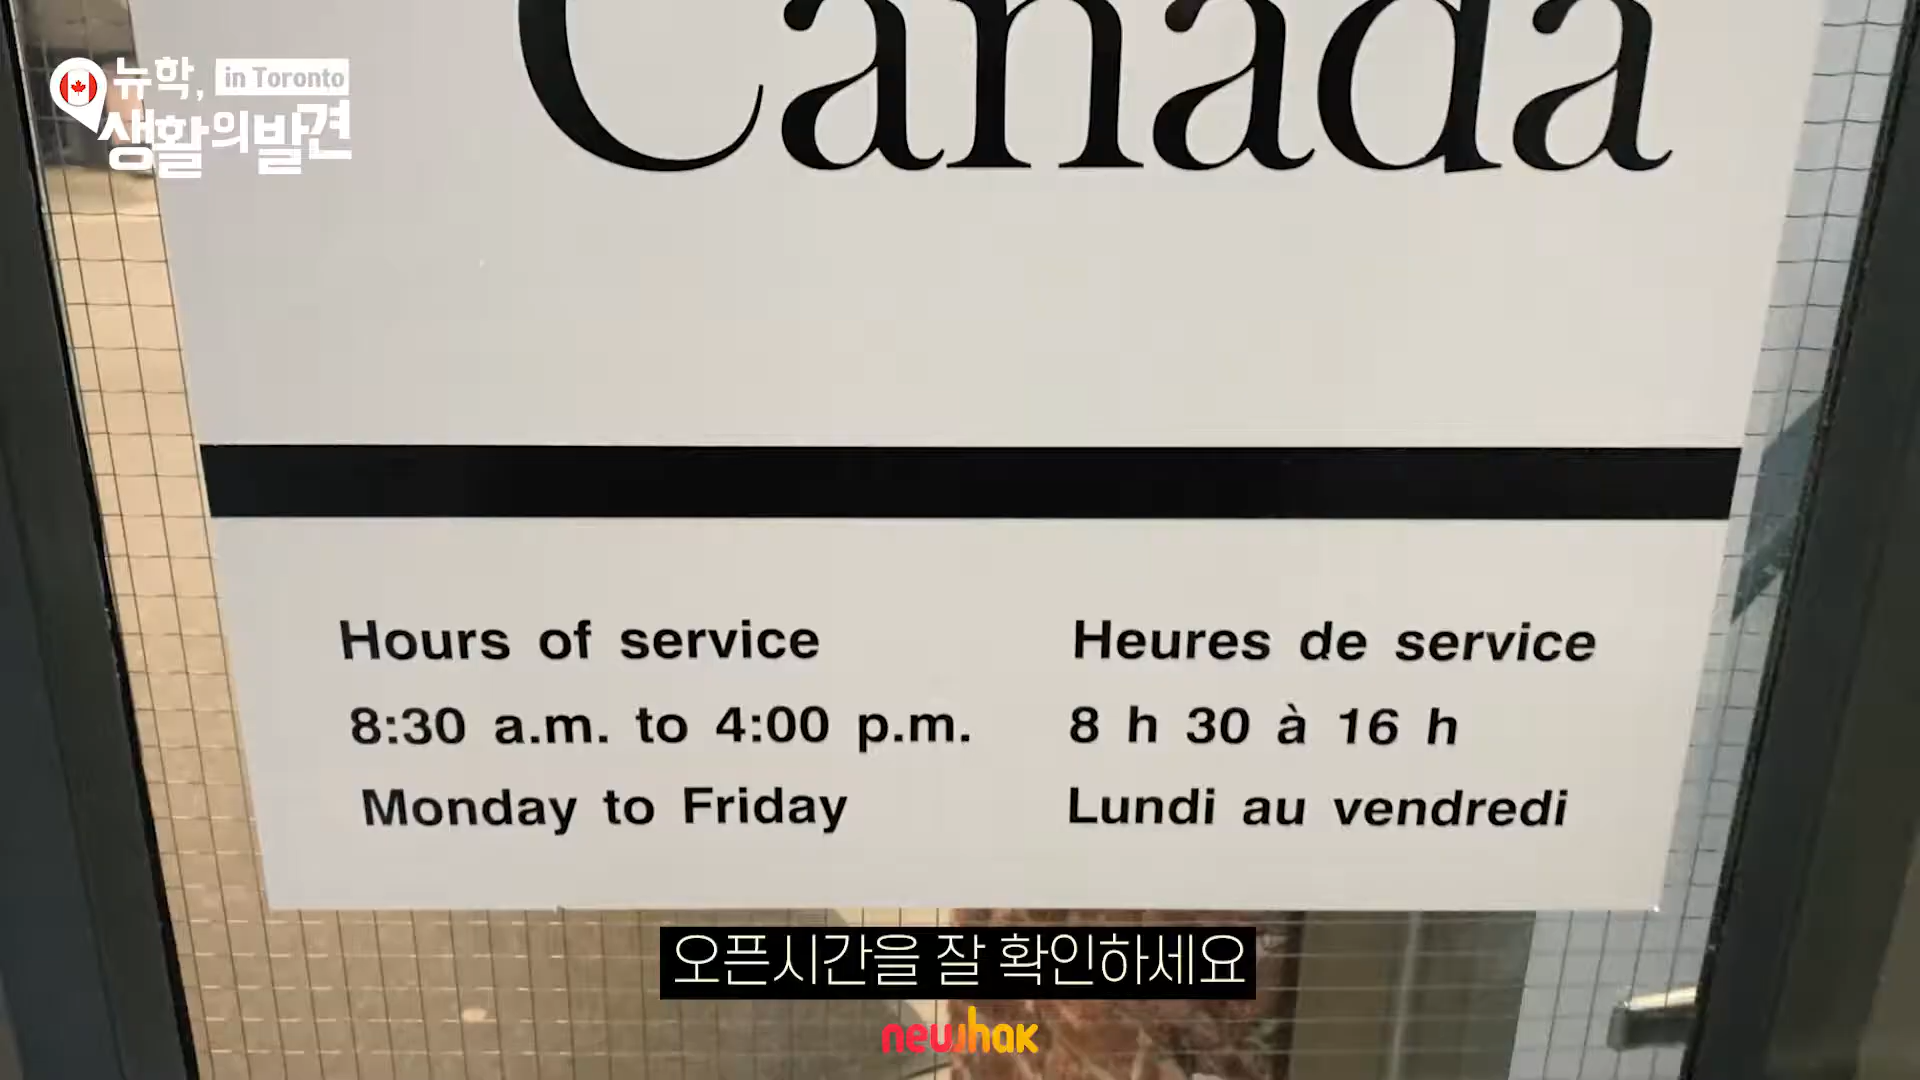 뉴학, in Toronto
생활의발견
Canada
Hours of service
8:30 a.m. to 4:00 p.m.
Monday to Friday
Heures de service
8 h 30 à 16 h
Lundi au vendredi
오픈시간을 잘 확인하세요
newhak